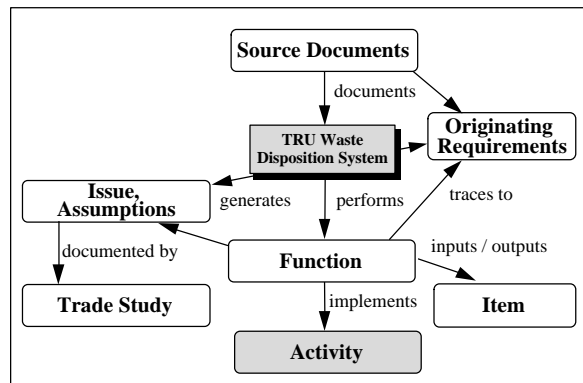 Source Documents
documents
TRU Waste
Disposition System
Originating
Requirements
Issue,
Assumptions
generates
performs
traces to
documented by
Function
inputs / outputs
Trade Study
implements
Item
Activity